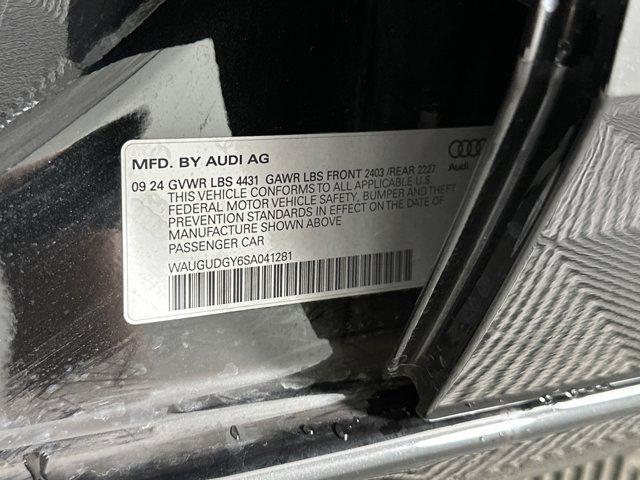 MFD. BY AUDI AG
Audi
09 24 GVWR LBS 4431 GAWR LBS FRONT 2403 /REAR 2227
THIS VEHICLE CONFORMS TO ALL APPLICABLE U.S.
FEDERAL MOTOR VEHICLE SAFETY, BUMPER AND THEFT
PREVENTION STANDARDS IN EFFECT ON THE DATE OF
MANUFACTURE SHOWN ABOVE
PASSENGER CAR
WAUGUDGY6SA041281